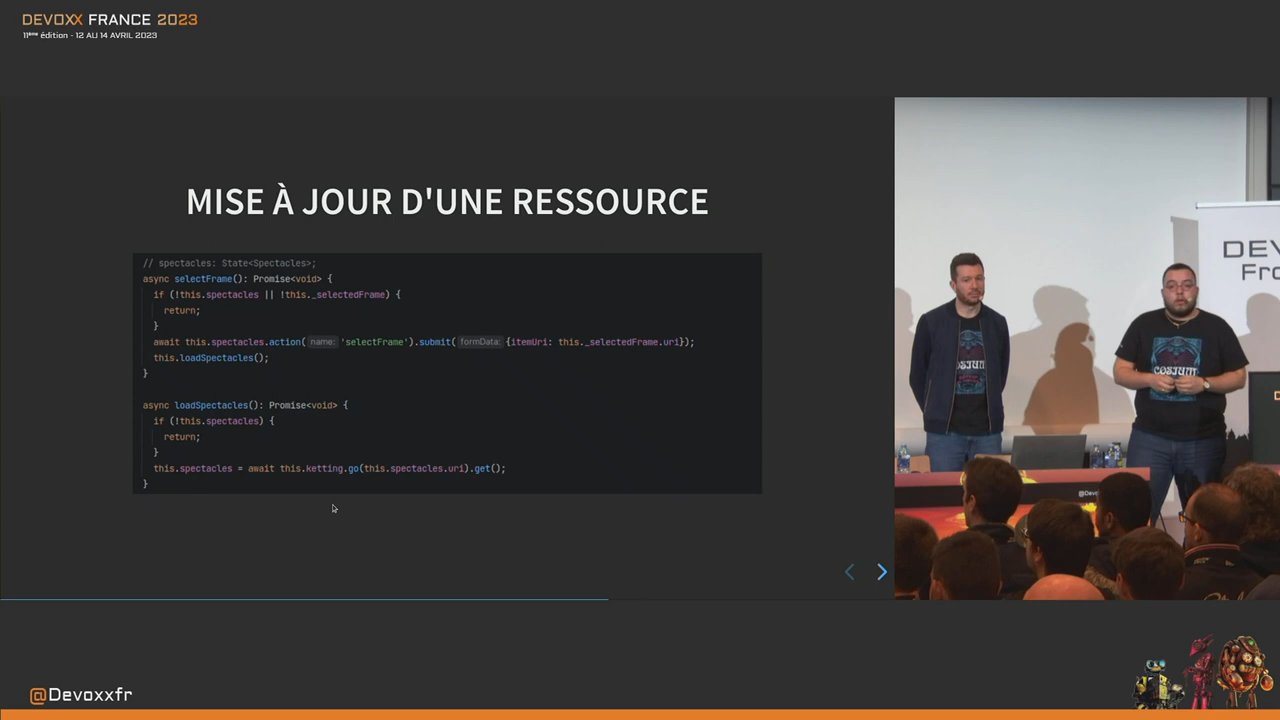 DEVOXX FRANCE 2023
11ème édition - 12 AU 14 AVRIL 2023
MISE À JOUR D'UNE RESSOURCE
// spectacles: State<Spectacles>;
async selectFrame(): Promise<void> {
if (!this.spectacles || !this._selectedFrame) {
return;
}
await this.spectacles.action( name: 'selectFrame').submit( formData: {itemUri: this._selectedFrame.uri});
this.loadSpectacles();
}
async loadSpectacles(): Promise<void> {
if (!this.spectacles) {
return;
}
this.spectacles = await this.ketting.go(this.spectacles.uri).get();
}
DEV
Fra
COSIUM
COSIUM
@Devo
@Devoxxfr